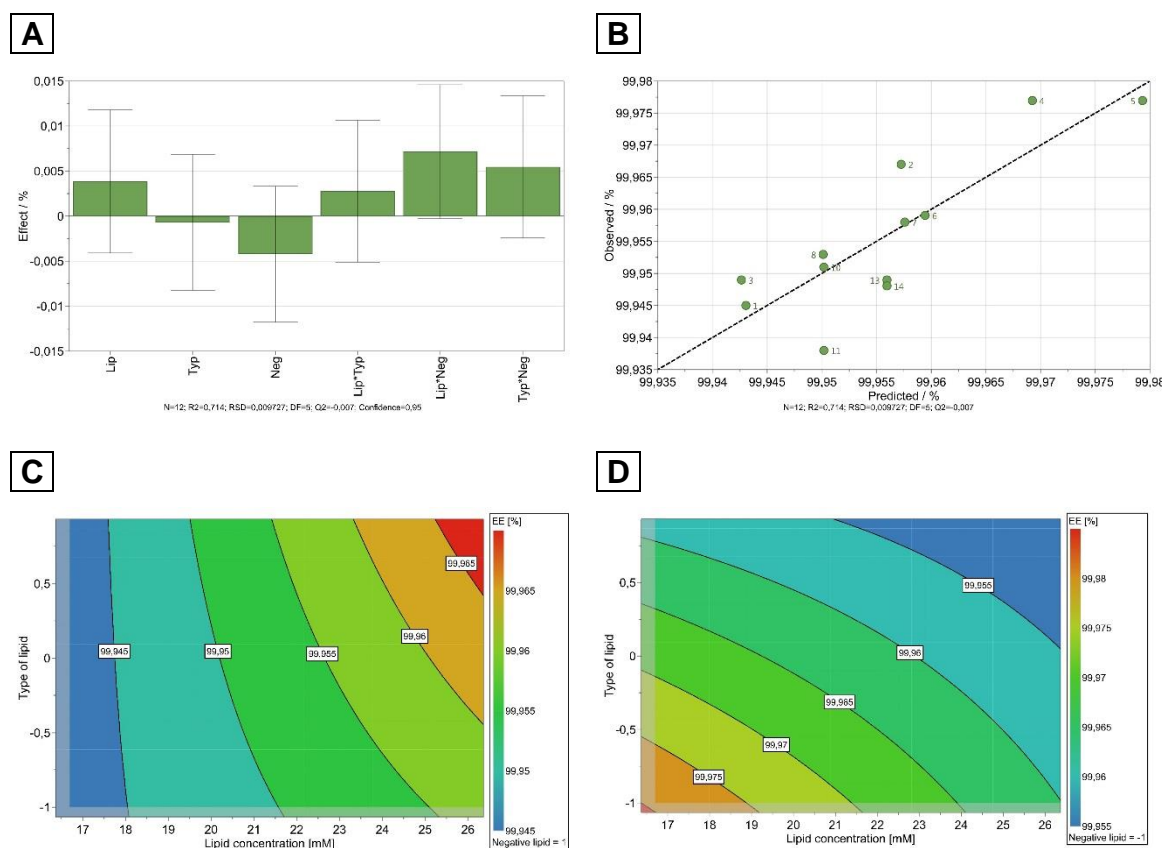 A
0,015
0,01
0,005
0
-0,005
-0,01
-0,015
Effect / %
Lip
Typ
Neg
Lip*Typ
Lip*Neg
Typ*Neg
N=12; R2=0,714; RSD=0,009727; DF=5; Q2=-0,007; Confidence=0,95
B
99,98
99,975
99,97
99,965
99,96
99,955
99,95
99,945
99,94
99,935
Observed / %
4
5
2
6
7
8
10
3
13
14
1
11
99,935 99,94 99,945 99,95 99,955 99,96 99,965 99,97 99,975 99,98
Predicted / %
N=12; R2=0,714; RSD=0,009727; DF=5; Q2=-0,007
C
0,5
0
-0,5
-1
Type of lipid
99,945
99,95
99,955
99,96
99,965
17 18 19 20 21 22 23 24 25 26
Lipid concentration [mM]
EE [%]
99,965
99,96
99,955
99,95
99,945
Negative lipid = 1
D
0,5
0
-0,5
-1
Type of lipid
99,955
99,96
99,965
99,97
99,975
17 18 19 20 21 22 23 24 25 26
Lipid concentration [mM]
EE [%]
99,98
99,975
99,97
99,965
99,96
99,955
Negative lipid = -1